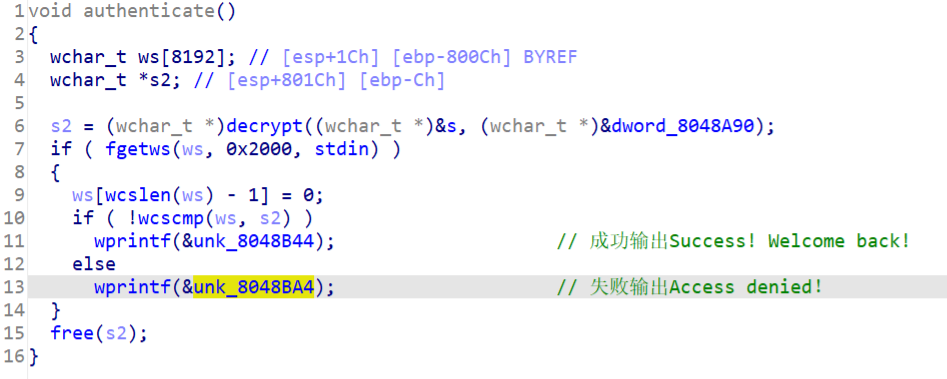 1 void authenticate()
2 {
3   wchar_t ws[8192]; // [esp+1Ch] [ebp-800Ch] BYREF
4   wchar_t *s2; // [esp+801Ch] [ebp-Ch]
5
6   s2 = (wchar_t *)decrypt((wchar_t *)&s, (wchar_t *)&dword_8048A90);
7   if ( fgetws(ws, 0x2000, stdin) )
8   {
9     ws[wcslen(ws) - 1] = 0;
10     if ( !wcscmp(ws, s2) )
11       wprintf(&unk_8048B44);                    // 成功输出Success! Welcome back!
12     else
13       wprintf(&unk_8048BA4);                    // 失败输出Access denied!
14   }
15   free(s2);
16 }